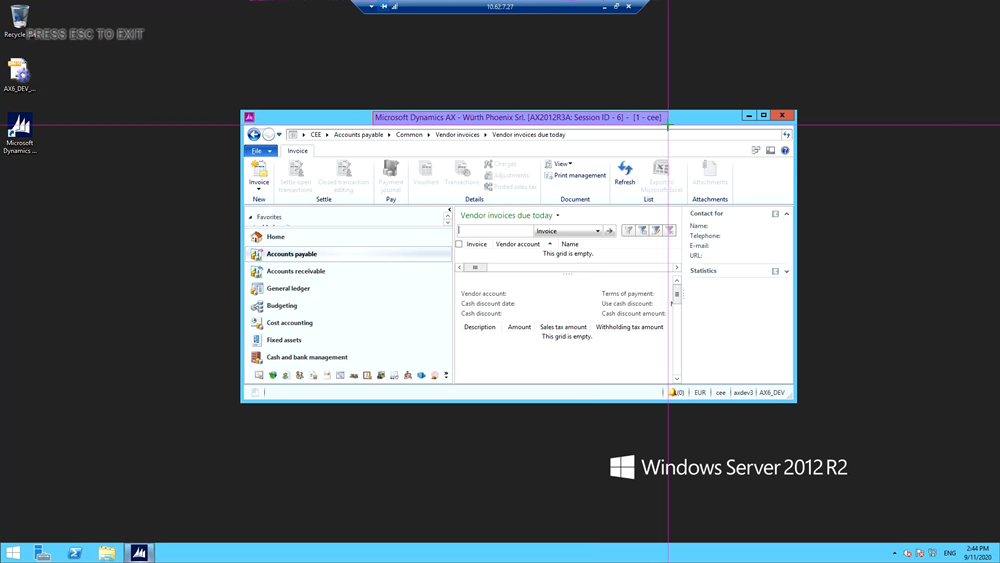 10.62.7.27
PRESS ESC TO EXIT
AX6_DEV_...
Microsoft
Dynamics ...
Microsoft Dynamics AX - Würth Phoenix Srl. [AX2012R3A: Session ID - 6] - [1 - cee]
CEE Accounts payable Common Vendor invoices Vendor invoices due today
File Invoice
Invoice
New
Settle open
transactions
Closed transaction
editing
Settle
Payment
journal
Pay
Vouchers
Transactions
Charges
Adjustments
Posted sales tax
Details
View
Print management
Document
Refresh
Export to
Microsoft Excel
List
Attachments
Attachments
Favorites
Home
Accounts payable
Accounts receivable
General ledger
Budgeting
Cost accounting
Fixed assets
Cash and bank management
Vendor invoices due today
Invoice
Invoice Vendor account Name
This grid is empty.
Vendor account: Terms of payment:
Cash discount date: Use cash discount:
Cash discount: Cash discount amount:
Description Amount Sales tax amount Withholding tax amount
This grid is empty.
Contact for
Name:
Telephone:
E-mail:
URL:
Statistics
(0) EUR cee axdev3 AX6_DEV
Windows Server 2012 R2
ENG
2:44 PM
9/11/2020